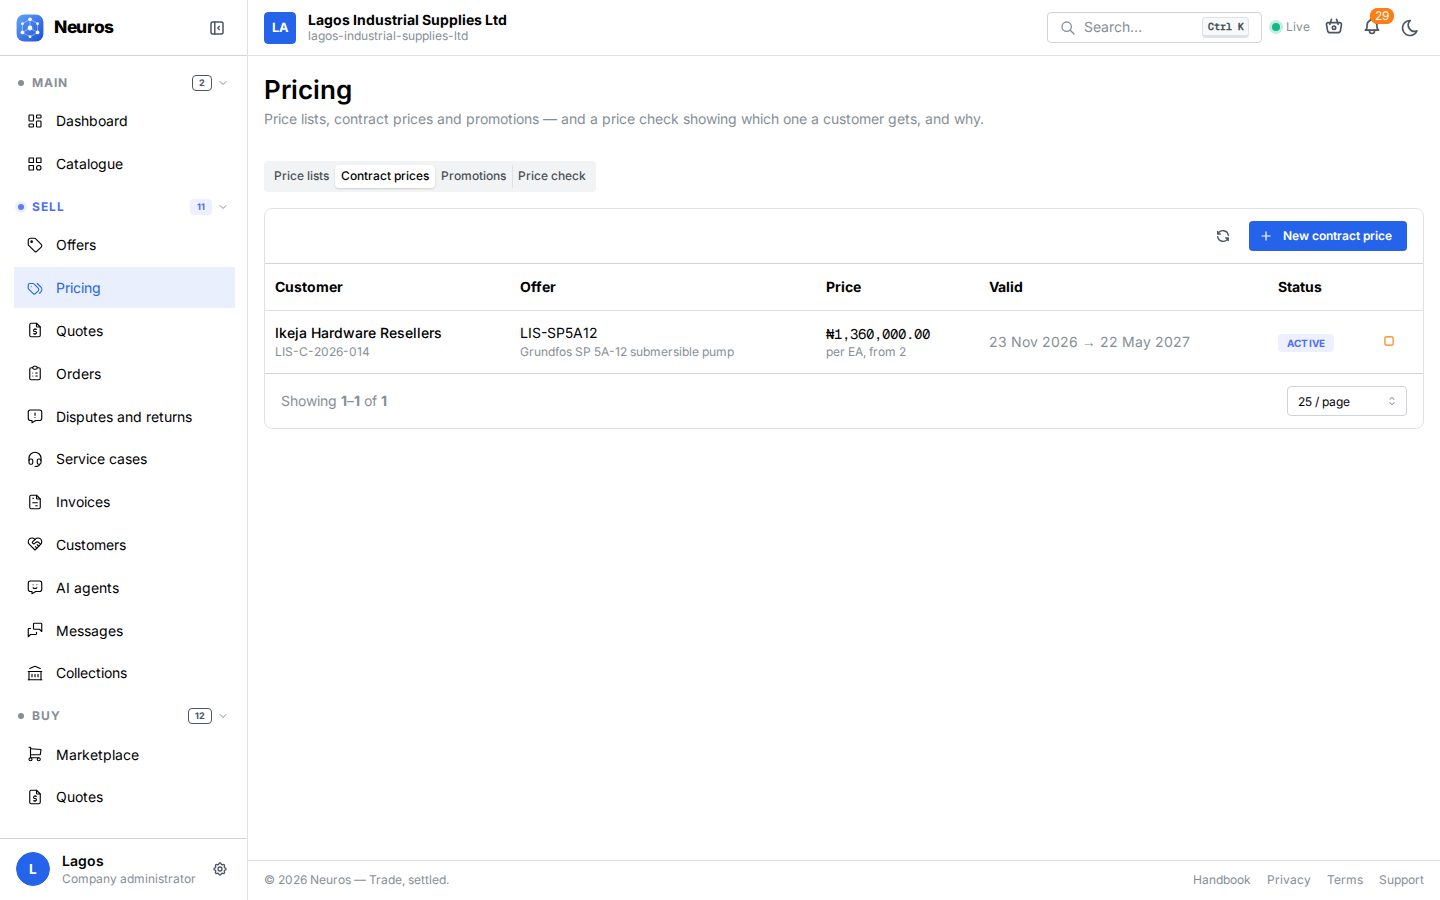 Neuros
LA
Lagos Industrial Supplies Ltd
lagos-industrial-supplies-ltd
Search...
Ctrl K
Live
29
MAIN
2
Dashboard
Catalogue
SELL
11
Offers
Pricing
Quotes
Orders
Disputes and returns
Service cases
Invoices
Customers
AI agents
Messages
Collections
BUY
12
Marketplace
Quotes
L
Lagos
Company administrator
Pricing
Price lists, contract prices and promotions — and a price check showing which one a customer gets, and why.
Price lists
Contract prices
Promotions
Price check
New contract price
Customer
Offer
Price
Valid
Status
Ikeja Hardware Resellers
LIS-C-2026-014
LIS-SP5A12
Grundfos SP 5A-12 submersible pump
₦1,360,000.00
per EA, from 2
23 Nov 2026 → 22 May 2027
ACTIVE
Showing 1–1 of 1
25 / page
© 2026 Neuros — Trade, settled.
Handbook
Privacy
Terms
Support